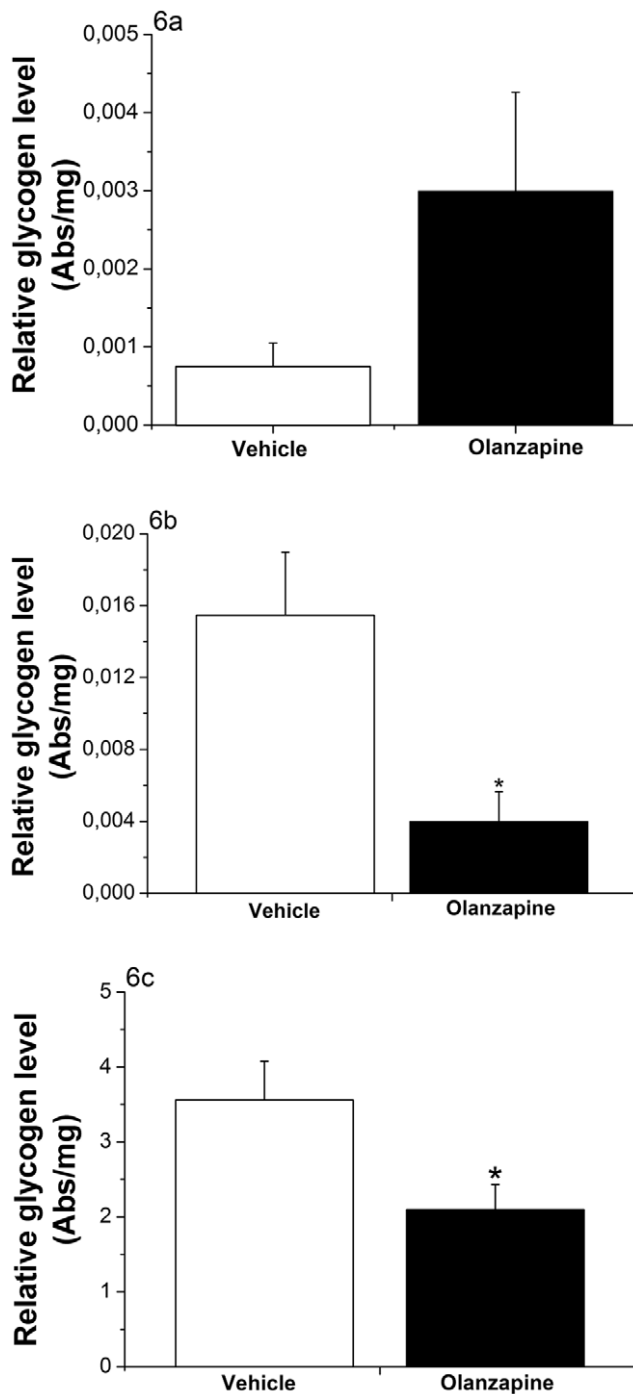 6a
Relative glycogen level
(Abs/mg)
0,005
0,004
0,003
0,002
0,001
0,000
Vehicle
Olanzapine
6b
Relative glycogen level
(Abs/mg)
0,020
0,016
0,012
0,008
0,004
0,000
*
Vehicle
Olanzapine
6c
Relative glycogen level
(Abs/mg)
5
4
3
2
1
0
*
Vehicle
Olanzapine